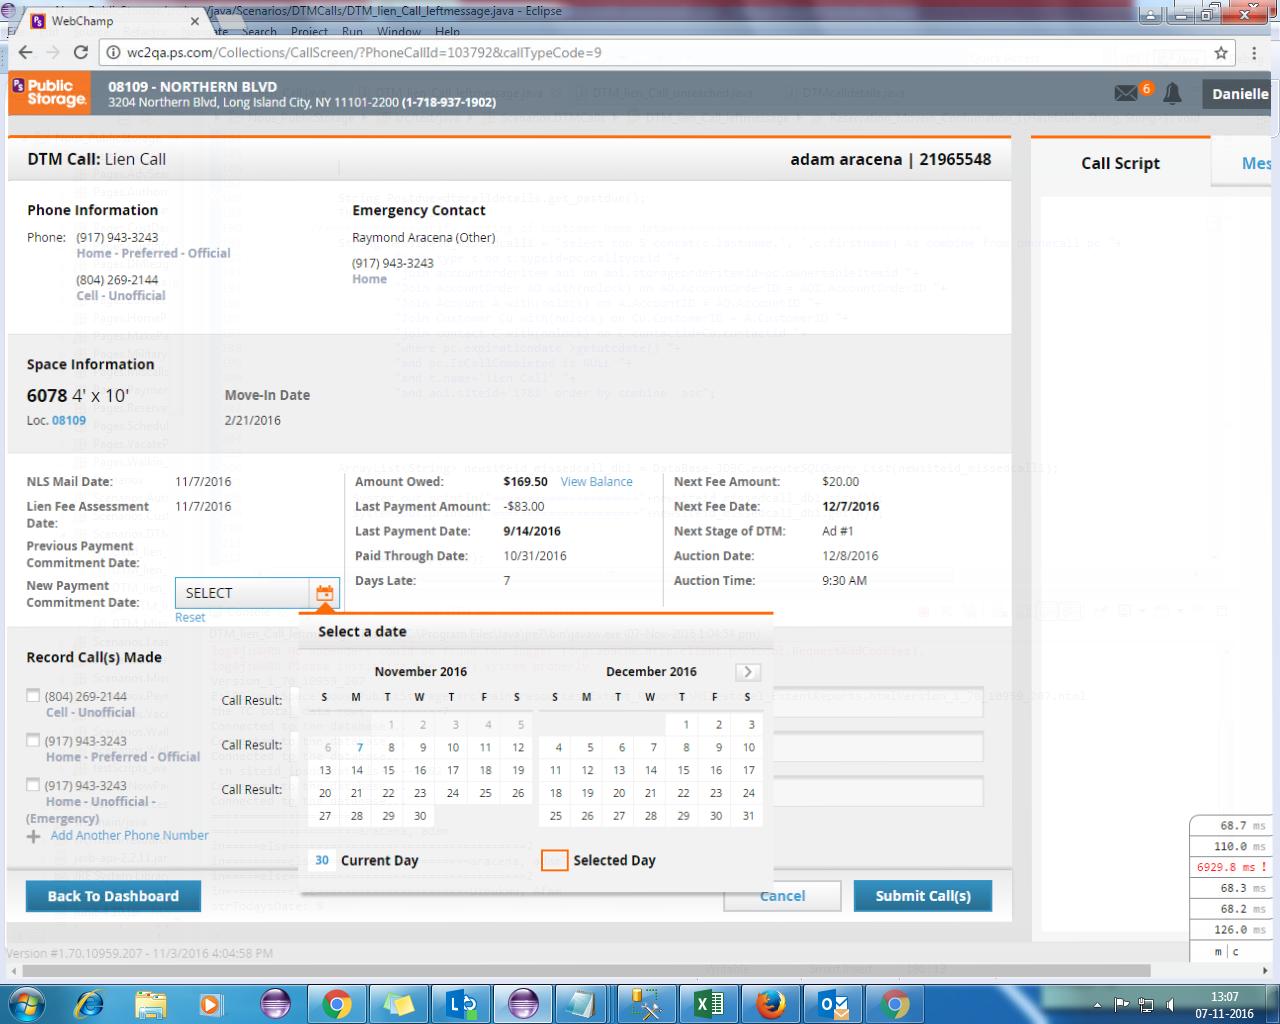 java/Scenarios/DTMCalls/DTM_lien_Call_leftmessage.java - Eclipse
WebChamp
Search Project Run Window Help
wc2qa.ps.com/Collections/CallScreen/?PhoneCallId=103792&callTypeCode=9
Public Storage
08109 - NORTHERN BLVD
3204 Northern Blvd, Long Island City, NY 11101-2200 (1-718-937-1902)
6
Danielle
DTM Call: Lien Call
adam aracena | 21965548
Call Script
Mes
Phone Information
Phone: (917) 943-3243
Home - Preferred - Official
(804) 269-2144
Cell - Unofficial
Emergency Contact
Raymond Aracena (Other)
(917) 943-3243
Home
Space Information
6078 4' x 10'
Loc. 08109
Move-In Date
2/21/2016
NLS Mail Date: 11/7/2016
Lien Fee Assessment Date: 11/7/2016
Previous Payment Commitment Date:
New Payment Commitment Date: SELECT
Reset
Amount Owed: $169.50 View Balance
Last Payment Amount: -$83.00
Last Payment Date: 9/14/2016
Paid Through Date: 10/31/2016
Days Late: 7
Next Fee Amount: $20.00
Next Fee Date: 12/7/2016
Next Stage of DTM: Ad #1
Auction Date: 12/8/2016
Auction Time: 9:30 AM
Select a date
November 2016
S M T W T F S
1 2 3 4 5
6 7 8 9 10 11 12
13 14 15 16 17 18 19
20 21 22 23 24 25 26
27 28 29 30
December 2016
S M T W T F S
1 2 3
4 5 6 7 8 9 10
11 12 13 14 15 16 17
18 19 20 21 22 23 24
25 26 27 28 29 30 31
30 Current Day
Selected Day
Record Call(s) Made
(804) 269-2144
Cell - Unofficial
Call Result:
(917) 943-3243
Home - Preferred - Official
Call Result:
(917) 943-3243
Home - Unofficial - (Emergency)
Call Result:
Add Another Phone Number
Back To Dashboard
Cancel
Submit Call(s)
68.7 ms
110.0 ms
6929.8 ms !
68.3 ms
68.2 ms
126.0 ms
m | c
Version #1.70.10959.207 - 11/3/2016 4:04:58 PM
13:07
07-11-2016